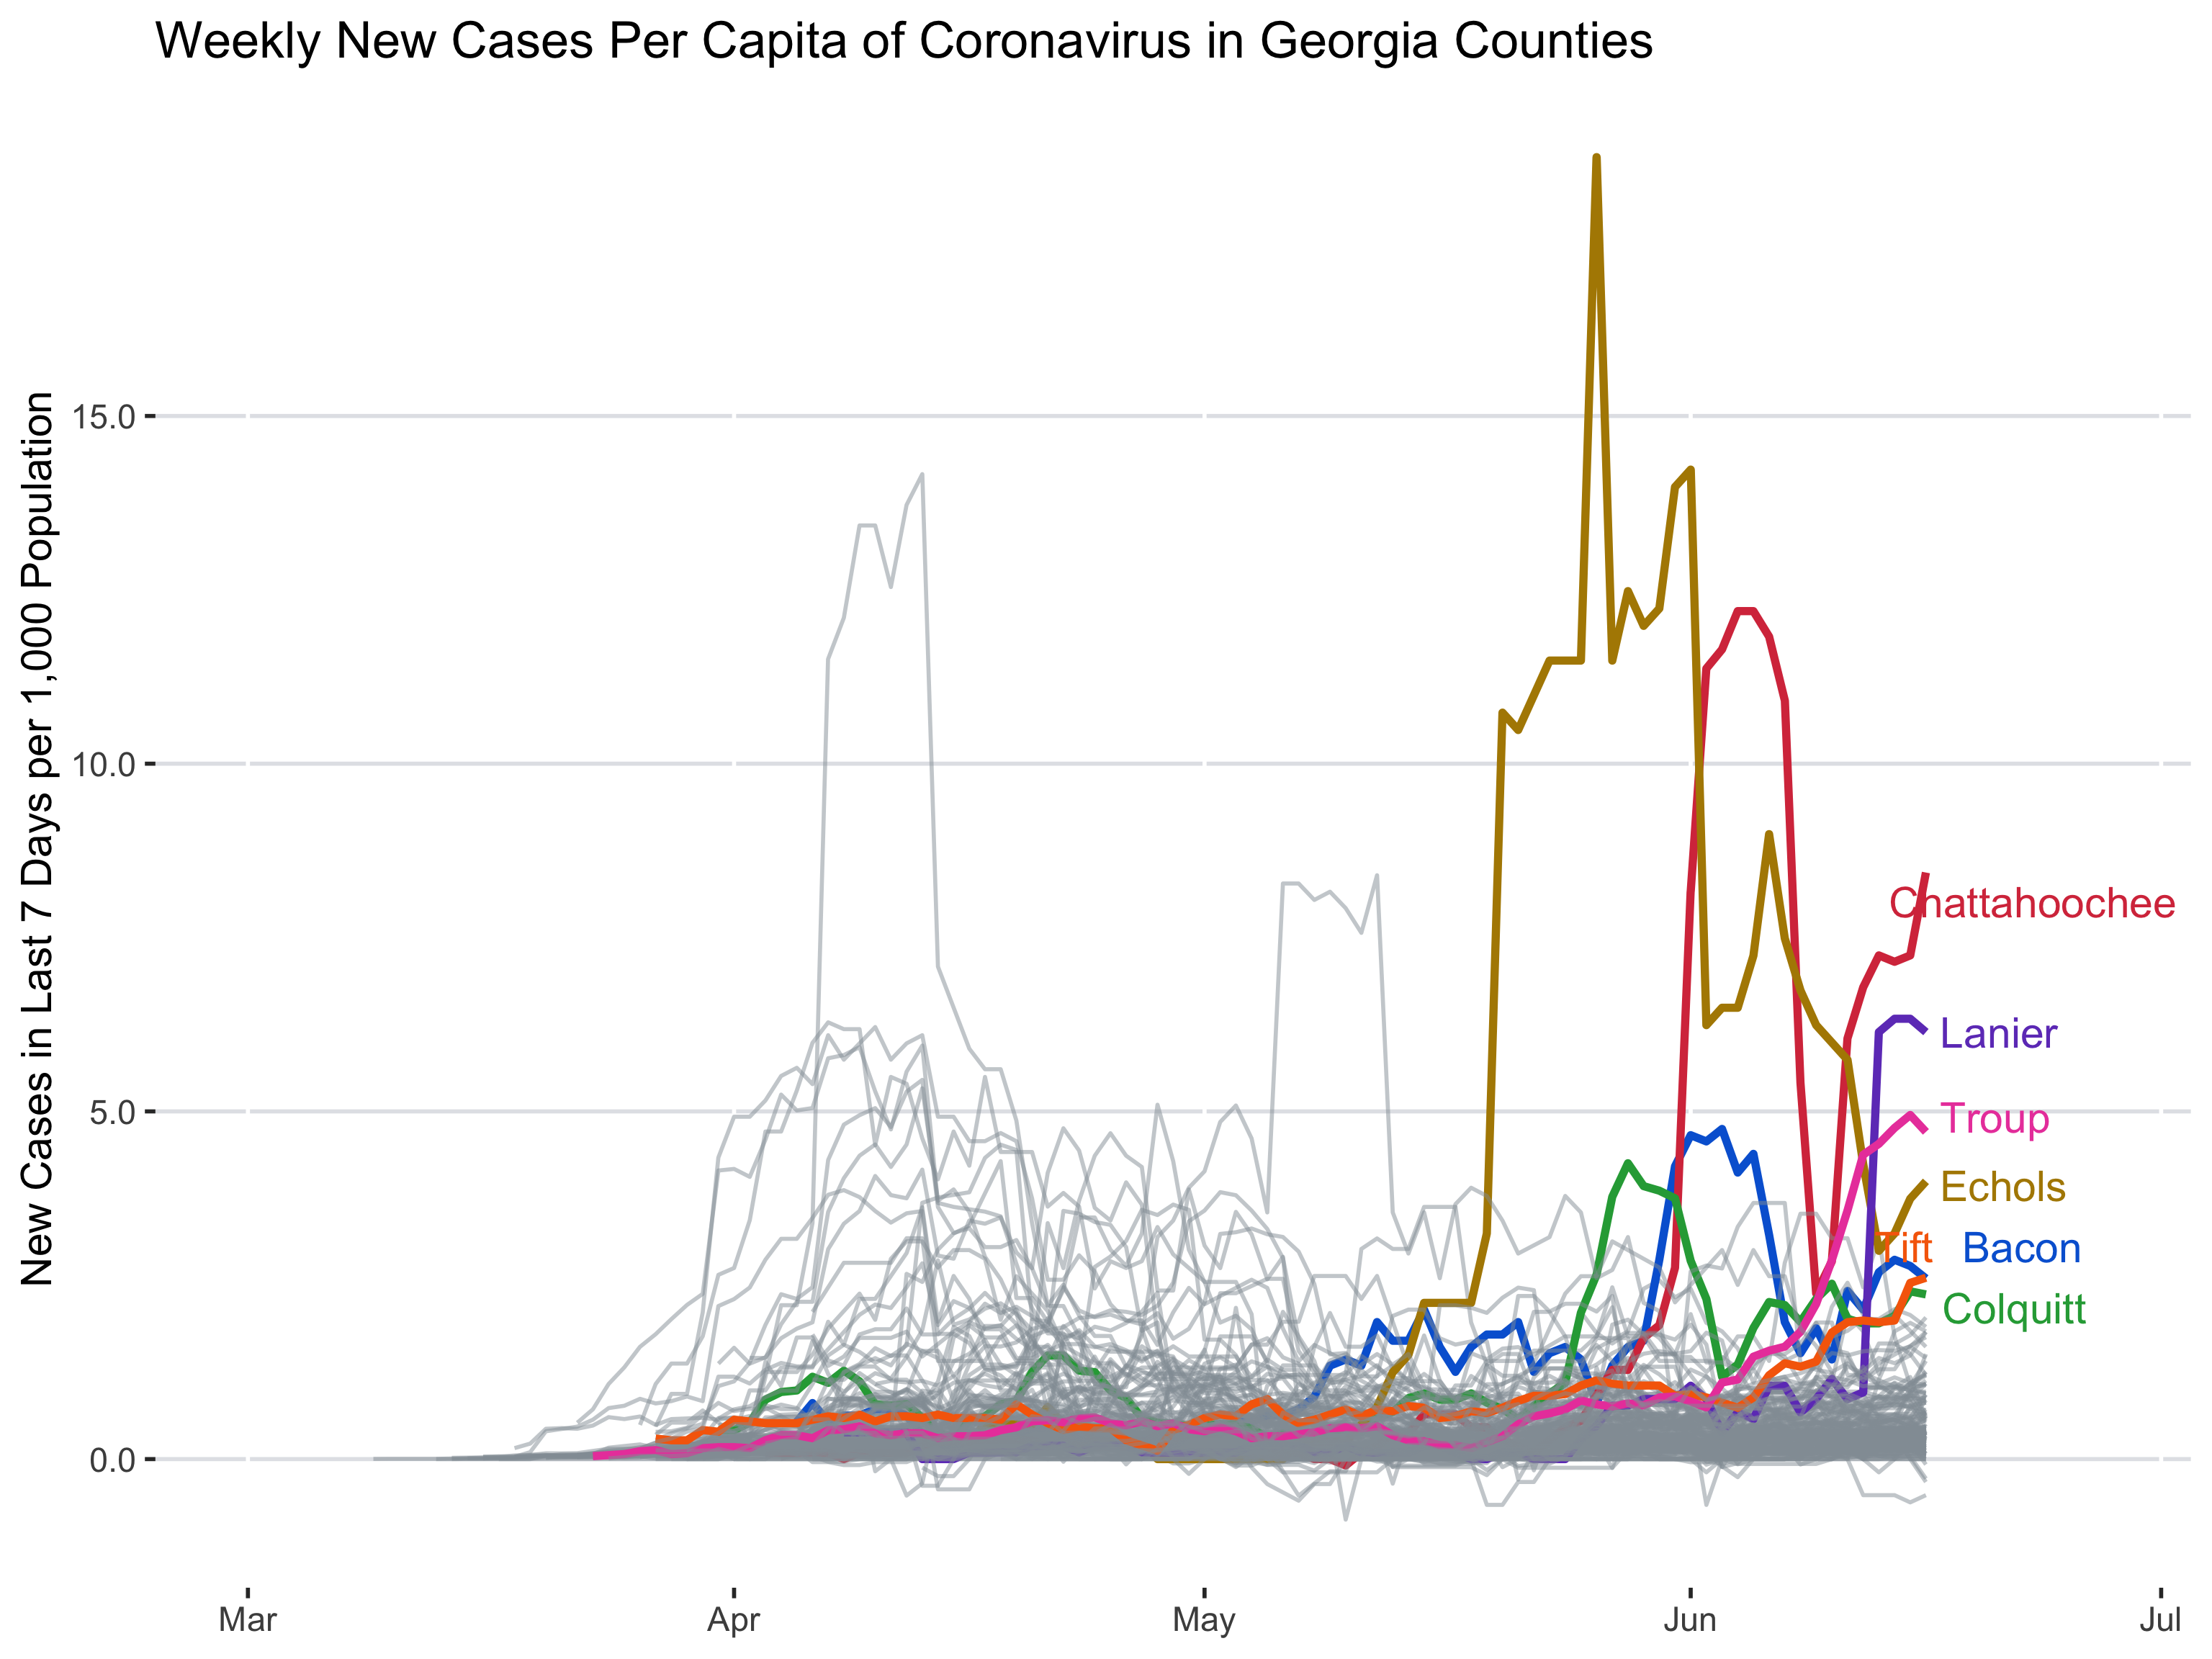 Weekly New Cases Per Capita of Coronavirus in Georgia Counties
New Cases in Last 7 Days per 1,000 Population
15.0
10.0
5.0
0.0
Chattahoochee
Lanier
Troup
Echols
Tift
Bacon
Colquitt
Mar
Apr
May
Jun
Jul